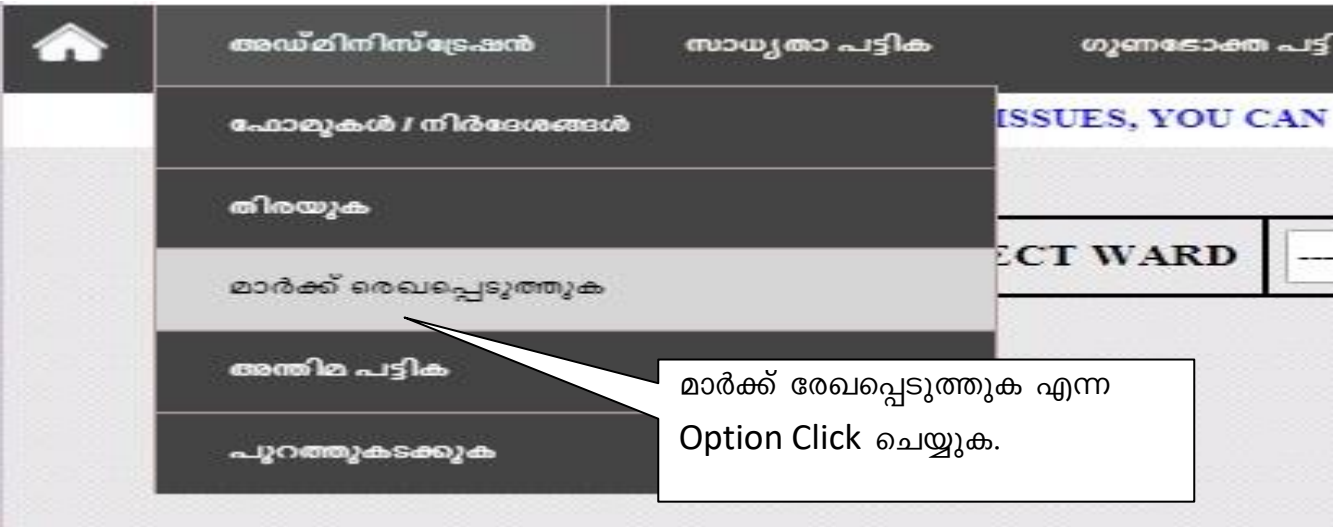 അഡ്മിനിസ്ട്രേഷൻ സാധ്യതാ പട്ടിക ഗുണഭോക്ത പട്ടി
ഫോമുകൾ / നിർദേശങ്ങൾ
ISSUES, YOU CAN
തിരയുക
ECT WARD ---
മാർക്ക് രെഖപ്പെടുത്തുക
അന്തിമ പട്ടിക
പുറത്തുകടക്കുക
മാർക്ക് രേഖപ്പെടുത്തുക എന്ന
Option Click ചെയ്യുക.